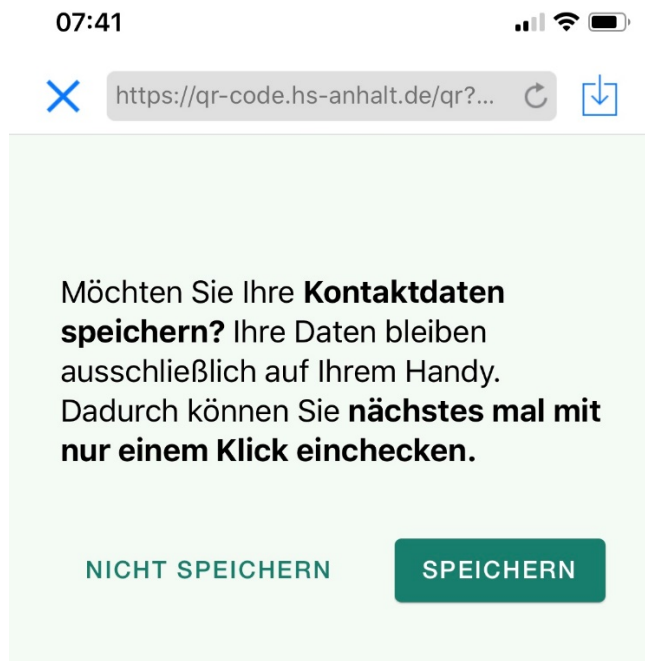 07:41
https://qr-code.hs-anhalt.de/qr?...
Möchten Sie Ihre Kontaktdaten
speichern? Ihre Daten bleiben
ausschließlich auf Ihrem Handy.
Dadurch können Sie nächstes mal mit
nur einem Klick einchecken.
NICHT SPEICHERN SPEICHERN